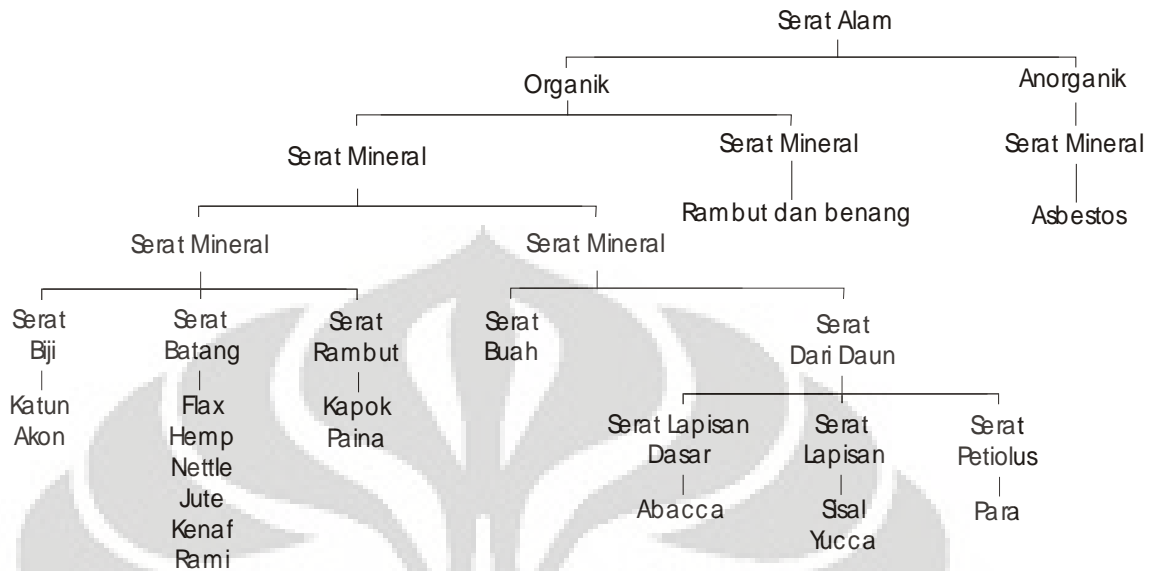 Serat Alam
Organik
Anorganik
Serat Mineral
Serat Mineral
Serat Mineral
Rambut dan benang
Asbestos
Serat Mineral
Serat Mineral
Serat
Biji
Serat
Batang
Serat
Rambut
Serat
Buah
Serat
Dari Daun
Katun
Akon
Flax
Hemp
Nettle
Jute
Kenaf
Rami
Kapok
Paina
Serat Lapisan
Dasar
Serat
Lapisan
Serat
Petiolus
Abacca
Sisal
Yucca
Para